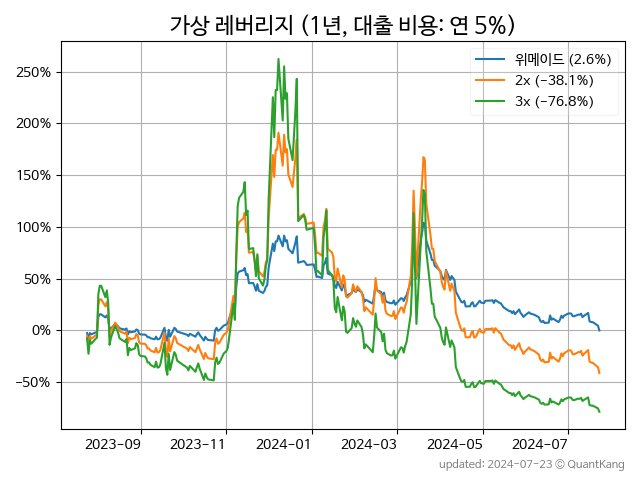 가상 레버리지 (1년, 대출 비용: 연 5%)
위메이드 (2.6%)
2x (−38.1%)
3x (−76.8%)
250%
200%
150%
100%
50%
0%
−50%
2023-09
2023-11
2024-01
2024-03
2024-05
2024-07
updated: 2024-07-23 © QuantKang